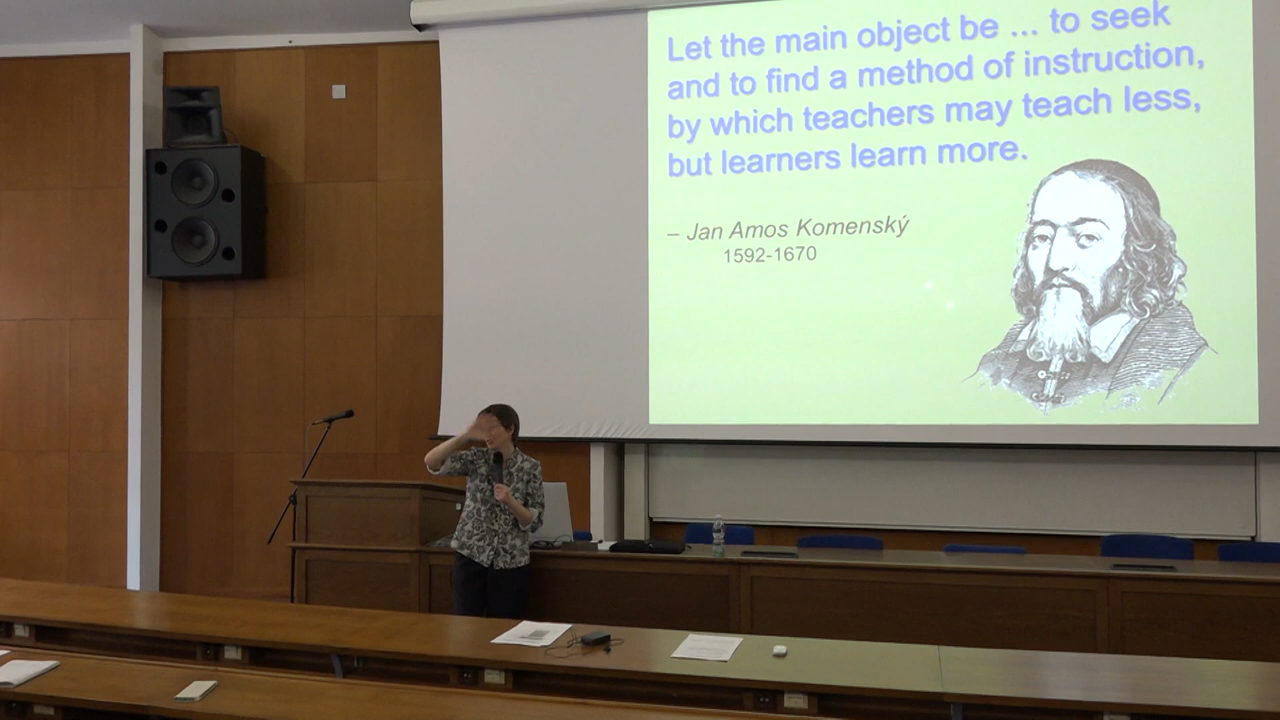 Let the main object be ... to seek
and to find a method of instruction,
by which teachers may teach less,
but learners learn more.
– Jan Amos Komenský
1592-1670